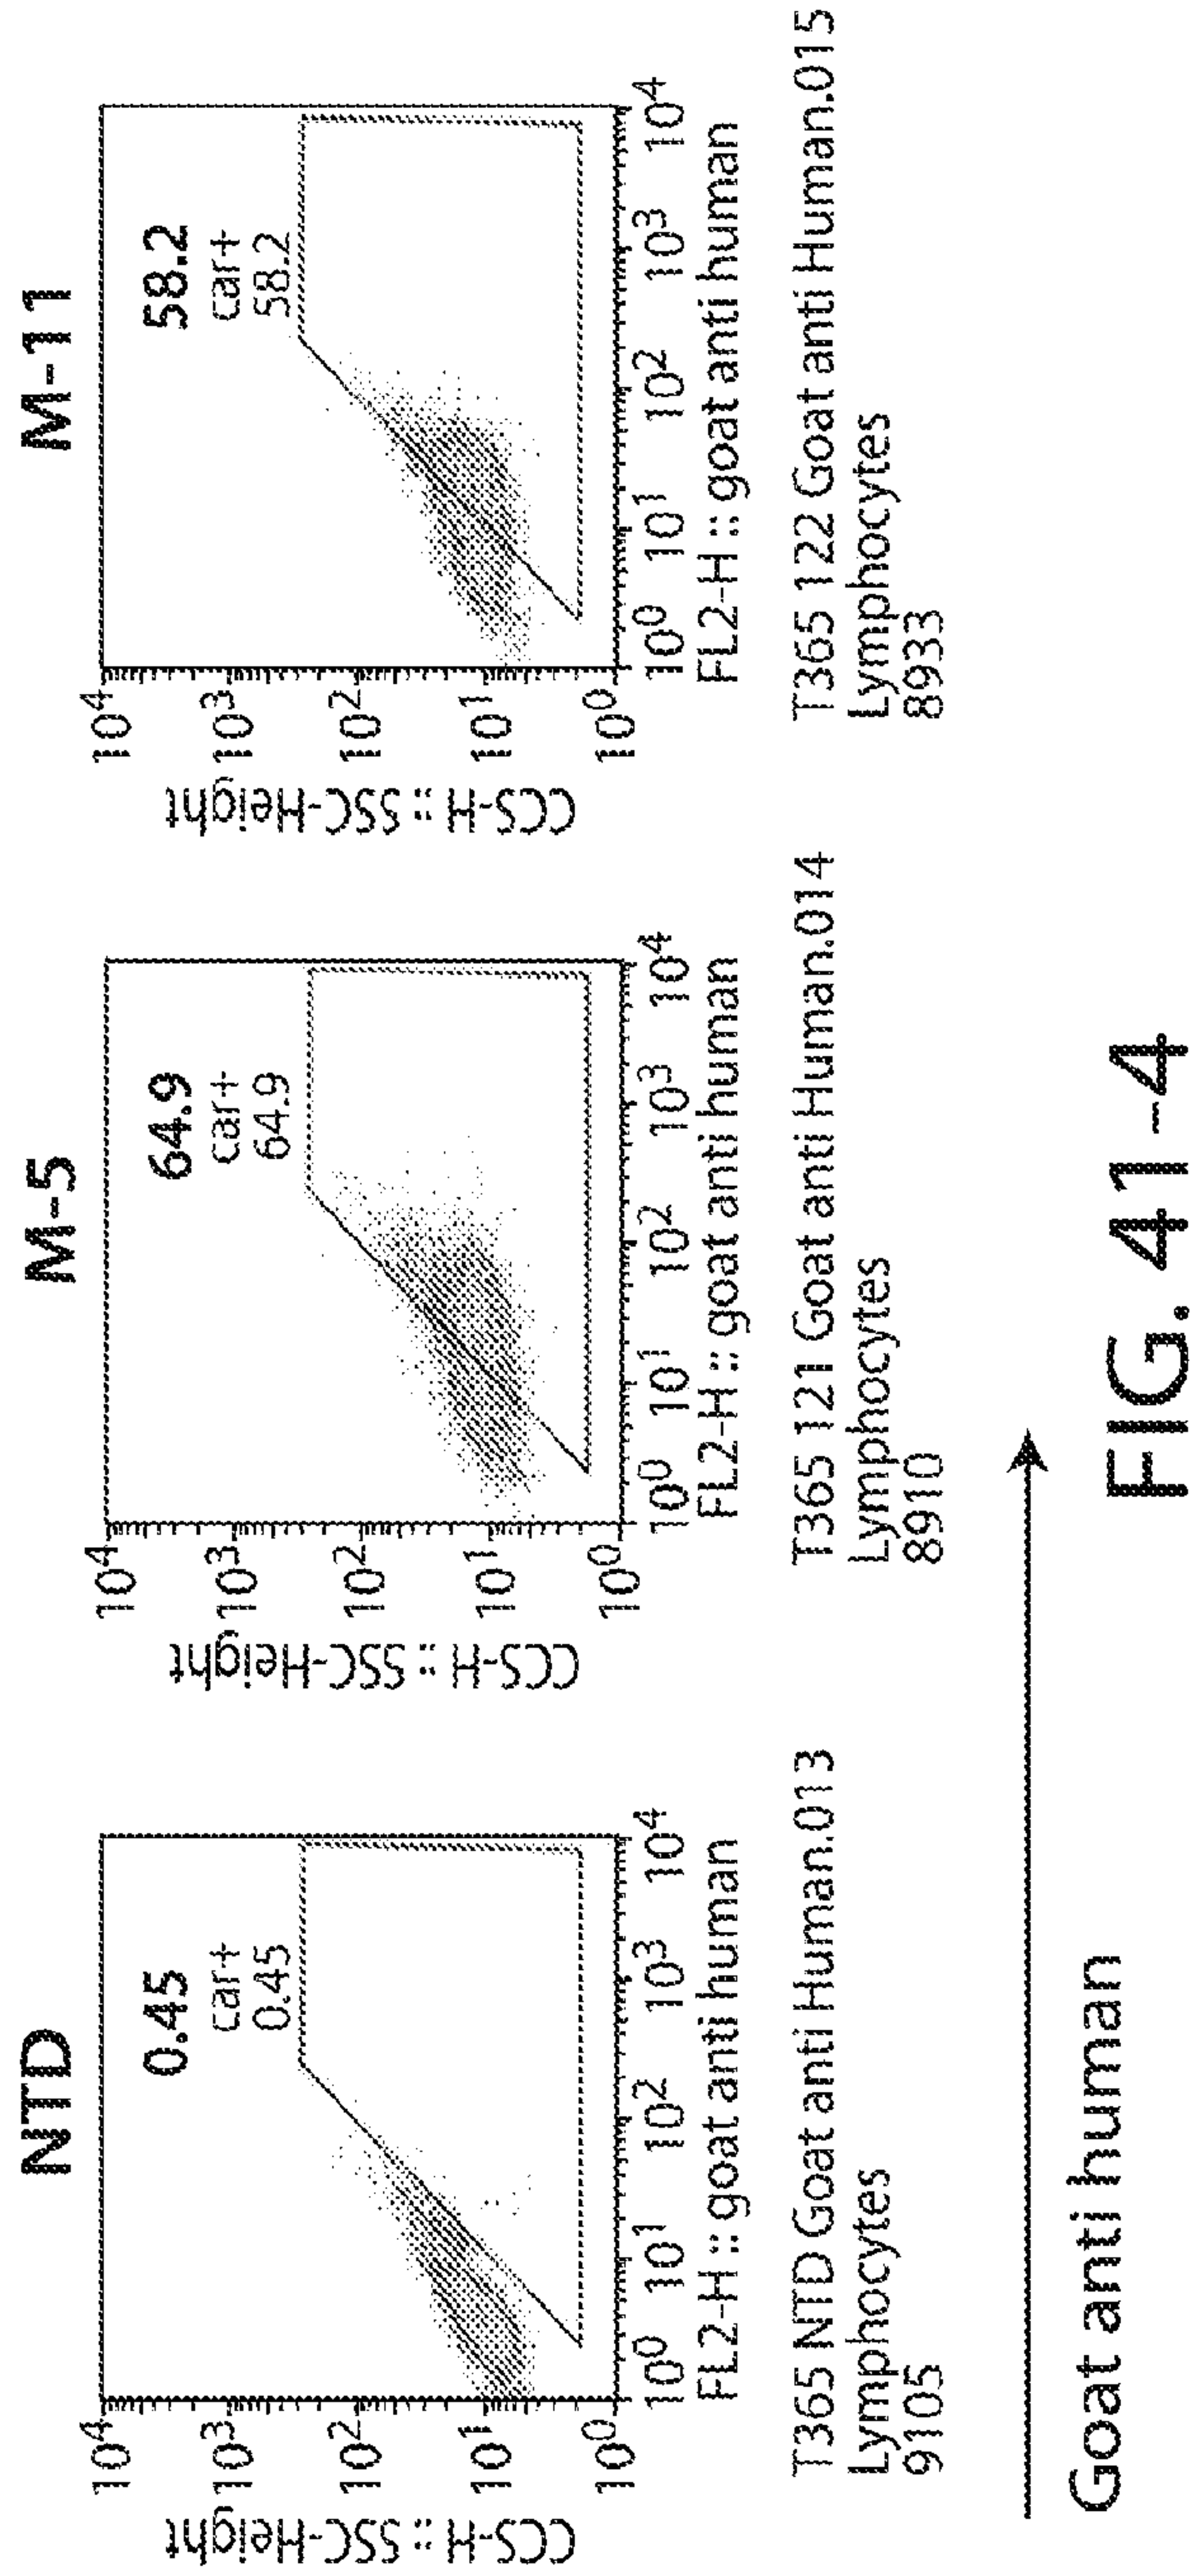 NTD
0.45
car+
0.45
10⁴
10³
10²
10¹
10⁰
CCS-H :: SSC-Height
10⁰ 10¹ 10² 10³ 10⁴
FL2-H :: goat anti human
T365 NTD Goat anti Human.013
Lymphocytes
9105
M-5
64.9
car+
64.9
10⁴
10³
10²
10¹
10⁰
CCS-H :: SSC-Height
10⁰ 10¹ 10² 10³ 10⁴
FL2-H :: goat anti human
T365 121 Goat anti Human.014
Lymphocytes
8910
M-11
58.2
car+
58.2
10⁴
10³
10²
10¹
10⁰
CCS-H :: SSC-Height
10⁰ 10¹ 10² 10³ 10⁴
FL2-H :: goat anti human
T365 122 Goat anti Human.015
Lymphocytes
8933
Goat anti human
FIG. 41-4